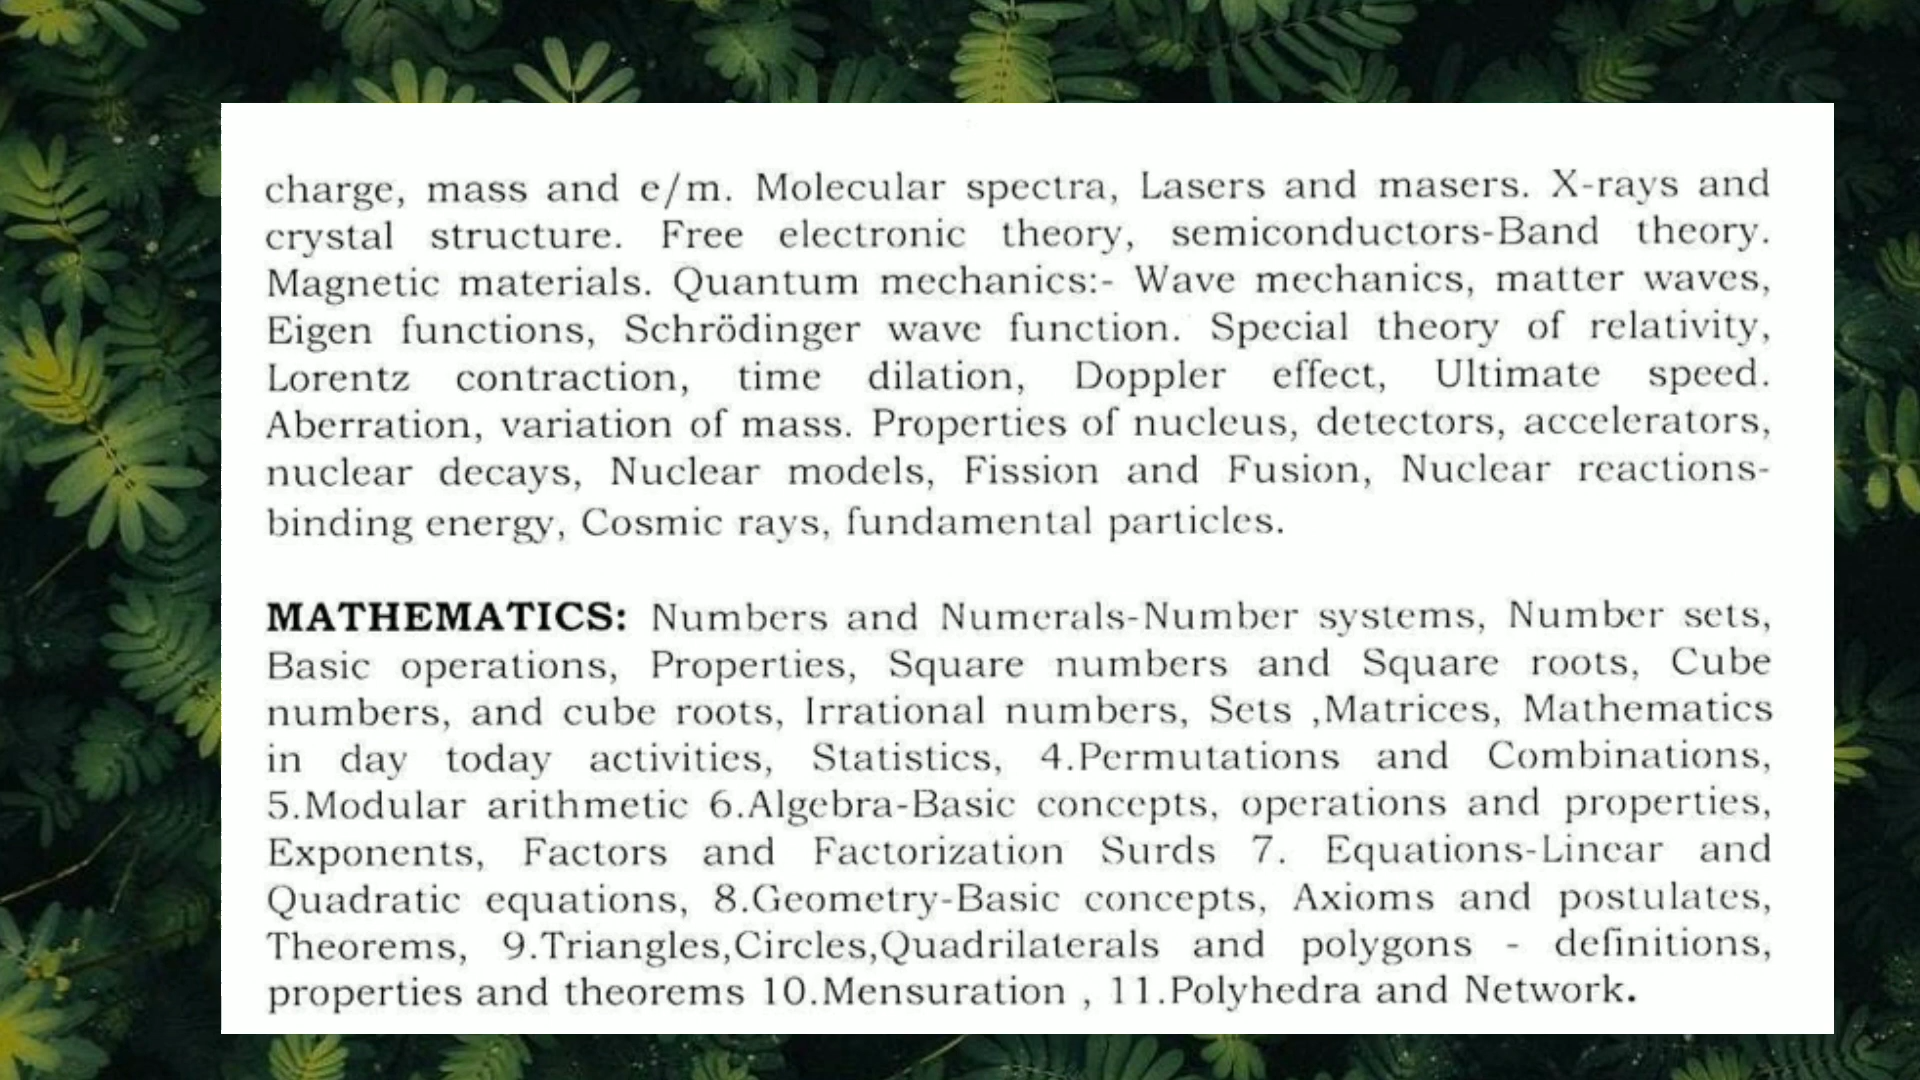 charge, mass and e/m. Molecular spectra, Lasers and masers. X-rays and
crystal structure. Free electronic theory, semiconductors-Band theory.
Magnetic materials. Quantum mechanics:- Wave mechanics, matter waves,
Eigen functions, Schrödinger wave function. Special theory of relativity,
Lorentz contraction, time dilation, Doppler effect, Ultimate speed.
Aberration, variation of mass. Properties of nucleus, detectors, accelerators,
nuclear decays, Nuclear models, Fission and Fusion, Nuclear reactions-
binding energy, Cosmic rays, fundamental particles.
MATHEMATICS: Numbers and Numerals-Number systems, Number sets,
Basic operations, Properties, Square numbers and Square roots, Cube
numbers, and cube roots, Irrational numbers, Sets ,Matrices, Mathematics
in day today activities, Statistics, 4.Permutations and Combinations,
5.Modular arithmetic 6.Algebra-Basic concepts, operations and properties,
Exponents, Factors and Factorization Surds 7. Equations-Linear and
Quadratic equations, 8.Geometry-Basic concepts, Axioms and postulates,
Theorems, 9.Triangles,Circles,Quadrilaterals and polygons - definitions,
properties and theorems 10.Mensuration , 11.Polyhedra and Network.